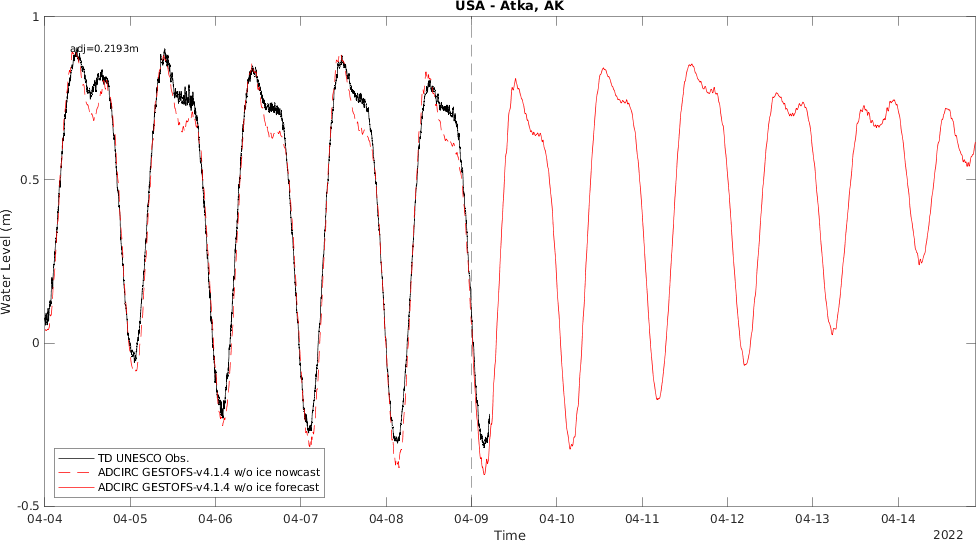 USA - Atka, AK
adj=0.2193m
1
0.5
0
-0.5
Water Level (m)
TD UNESCO Obs.
ADCIRC GESTOFS-v4.1.4 w/o ice nowcast
ADCIRC GESTOFS-v4.1.4 w/o ice forecast
04-04 04-05 04-06 04-07 04-08 04-09 04-10 04-11 04-12 04-13 04-14
Time
2022